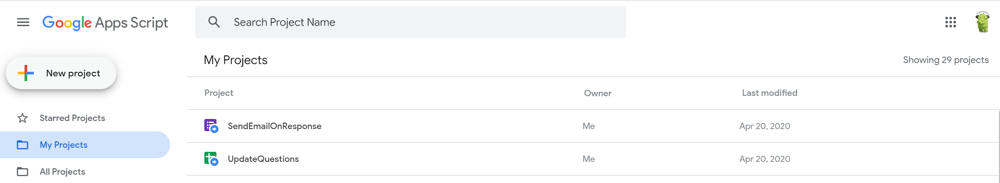 Google Apps Script
Search Project Name
New project
My Projects
Showing 29 projects
Project Owner Last modified
Starred Projects
SendEmailOnResponse Me Apr 20, 2020
My Projects
UpdateQuestions Me Apr 20, 2020
All Projects